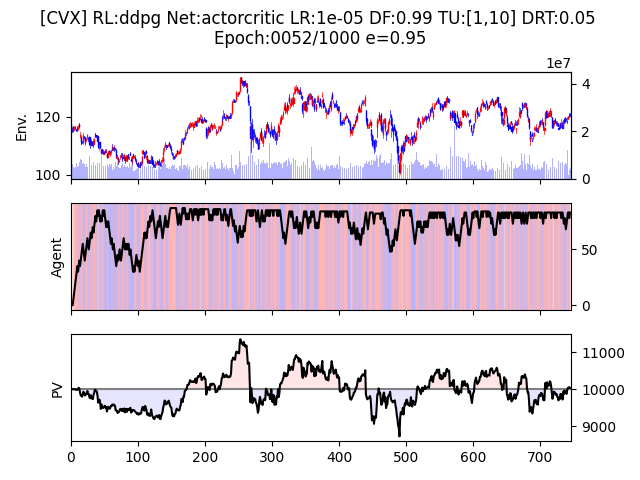 [CVX] RL:ddpg Net:actorcritic LR:1e-05 DF:0.99 TU:[1,10] DRT:0.05
Epoch:0052/1000 e=0.95
1e7
Env.
120
100
4
2
0
Agent
50
0
PV
11000
10000
9000
0 100 200 300 400 500 600 700